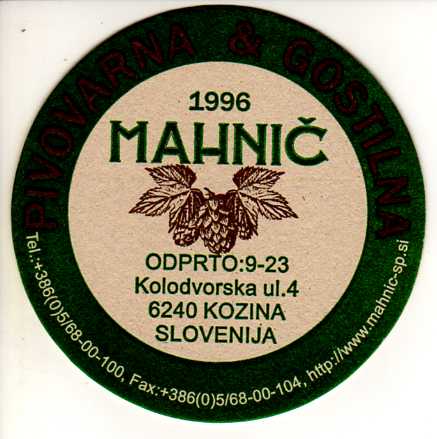 PIVOVARNA & GOSTILNA
1996
MAHNIČ
ODPRTO:9-23
Kolodvorska ul.4
6240 KOZINA
SLOVENIJA
Tel.:+386(0)5/68-00-100, Fax:+386(0)5/68-00-104, http://www.mahnic-sp.si